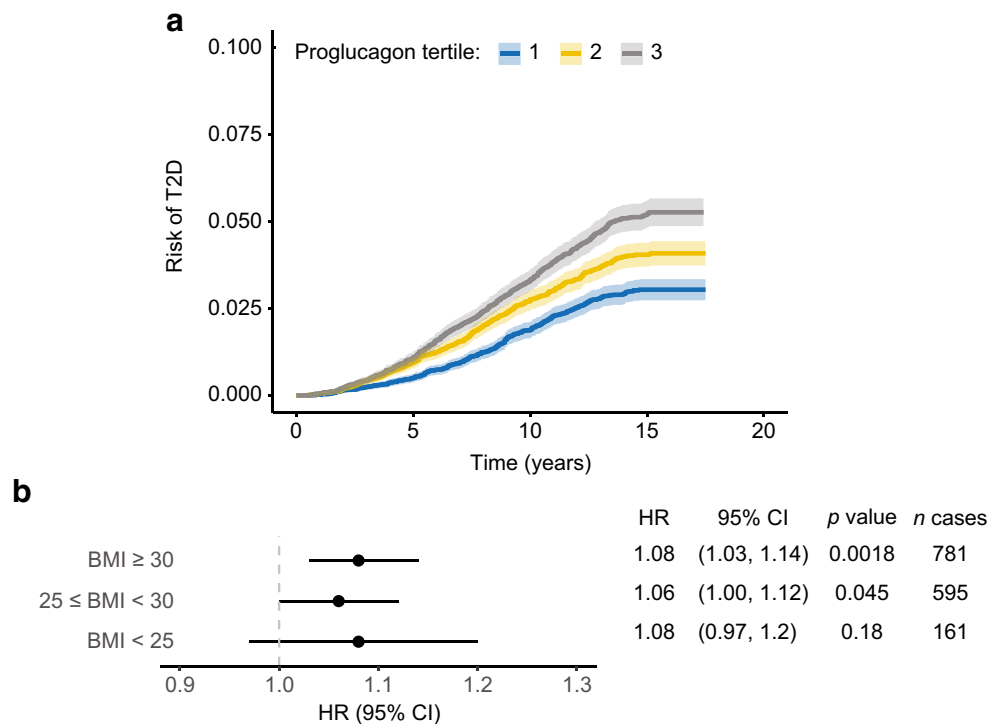 a
Proglucagon tertile: 1 2 3
0.100
0.075
0.050
0.025
0.000
Risk of T2D
0 5 10 15 20
Time (years)
b
HR 95% CI p value n cases
BMI ≥ 30 1.08 (1.03, 1.14) 0.0018 781
25 ≤ BMI < 30 1.06 (1.00, 1.12) 0.045 595
BMI < 25 1.08 (0.97, 1.2) 0.18 161
0.9 1.0 1.1 1.2 1.3
HR (95% CI)